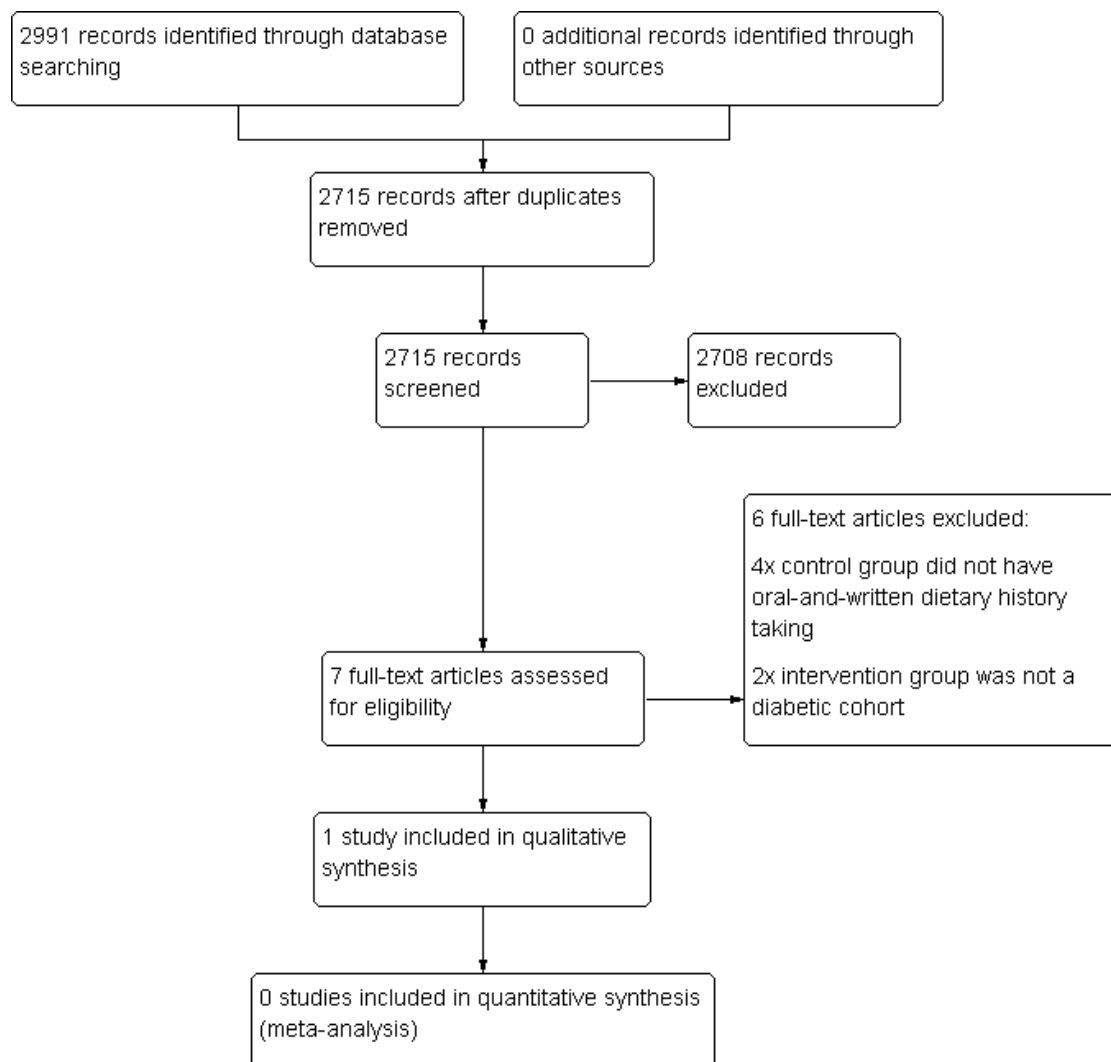 2991 records identified through database
searching
0 additional records identified through
other sources
2715 records after duplicates
removed
2715 records
screened
2708 records
excluded
6 full-text articles excluded:
4x control group did not have
oral-and-written dietary history
taking
2x intervention group was not a
diabetic cohort
7 full-text articles assessed
for eligibility
1 study included in qualitative
synthesis
0 studies included in quantitative synthesis
(meta-analysis)